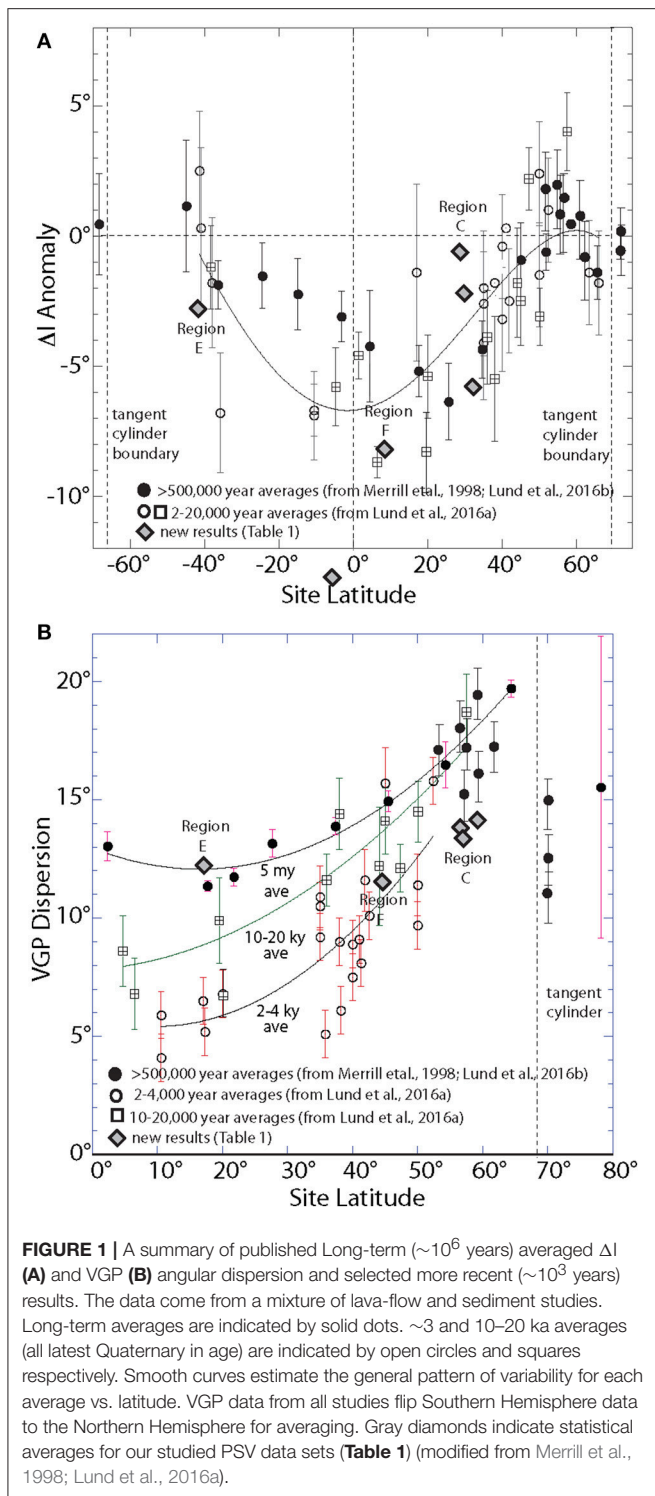 A
5°
0°
-5°
-10°
ΔI Anomaly
Region
C
Region
E
Region
F
tangent
cylinder
boundary
tangent
cylinder
boundary
>500,000 year averages (from Merrill etal., 1998; Lund et al., 2016b)
2-20,000 year averages (from Lund et al., 2016a)
new results (Table 1)
-60° -40° -20° 0° 20° 40° 60°
Site Latitude
B
20°
15°
10°
5°
0°
VGP Dispersion
Region
E
5 my
ave
10-20 ky
ave
2-4 ky
ave
Region
F
Region
C
tangent
cylinder
>500,000 year averages (from Merrill etal., 1998; Lund et al., 2016b)
2-4,000 year averages (from Lund et al., 2016a)
10-20,000 year averages (from Lund et al., 2016a)
new results (Table 1)
0° 10° 20° 30° 40° 50° 60° 70° 80°
Site Latitude
FIGURE 1 | A summary of published Long-term (∼10⁶ years) averaged ΔI
(A) and VGP (B) angular dispersion and selected more recent (∼10³ years)
results. The data come from a mixture of lava-flow and sediment studies.
Long-term averages are indicated by solid dots. ∼3 and 10–20 ka averages
(all latest Quaternary in age) are indicated by open circles and squares
respectively. Smooth curves estimate the general pattern of variability for each
average vs. latitude. VGP data from all studies flip Southern Hemisphere data
to the Northern Hemisphere for averaging. Gray diamonds indicate statistical
averages for our studied PSV data sets (Table 1) (modified from Merrill et al.,
1998; Lund et al., 2016a).